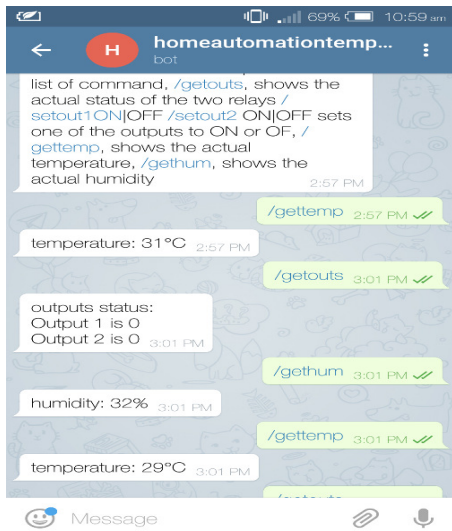 69% 10:59 am
H homeautomationtemp...
bot
list of command, /getouts, shows the
actual status of the two relays /
setout1ON|OFF /setout2 ON|OFF sets
one of the outputs to ON or OF, /
gettemp, shows the actual
temperature, /gethum, shows the
actual humidity
2:57 PM
/gettemp 2:57 PM
temperature: 31°C 2:57 PM
/getouts 3:01 PM
outputs status:
Output 1 is 0
Output 2 is 0 3:01 PM
/gethum 3:01 PM
humidity: 32% 3:01 PM
/gettemp 3:01 PM
temperature: 29°C 3:01 PM
Message